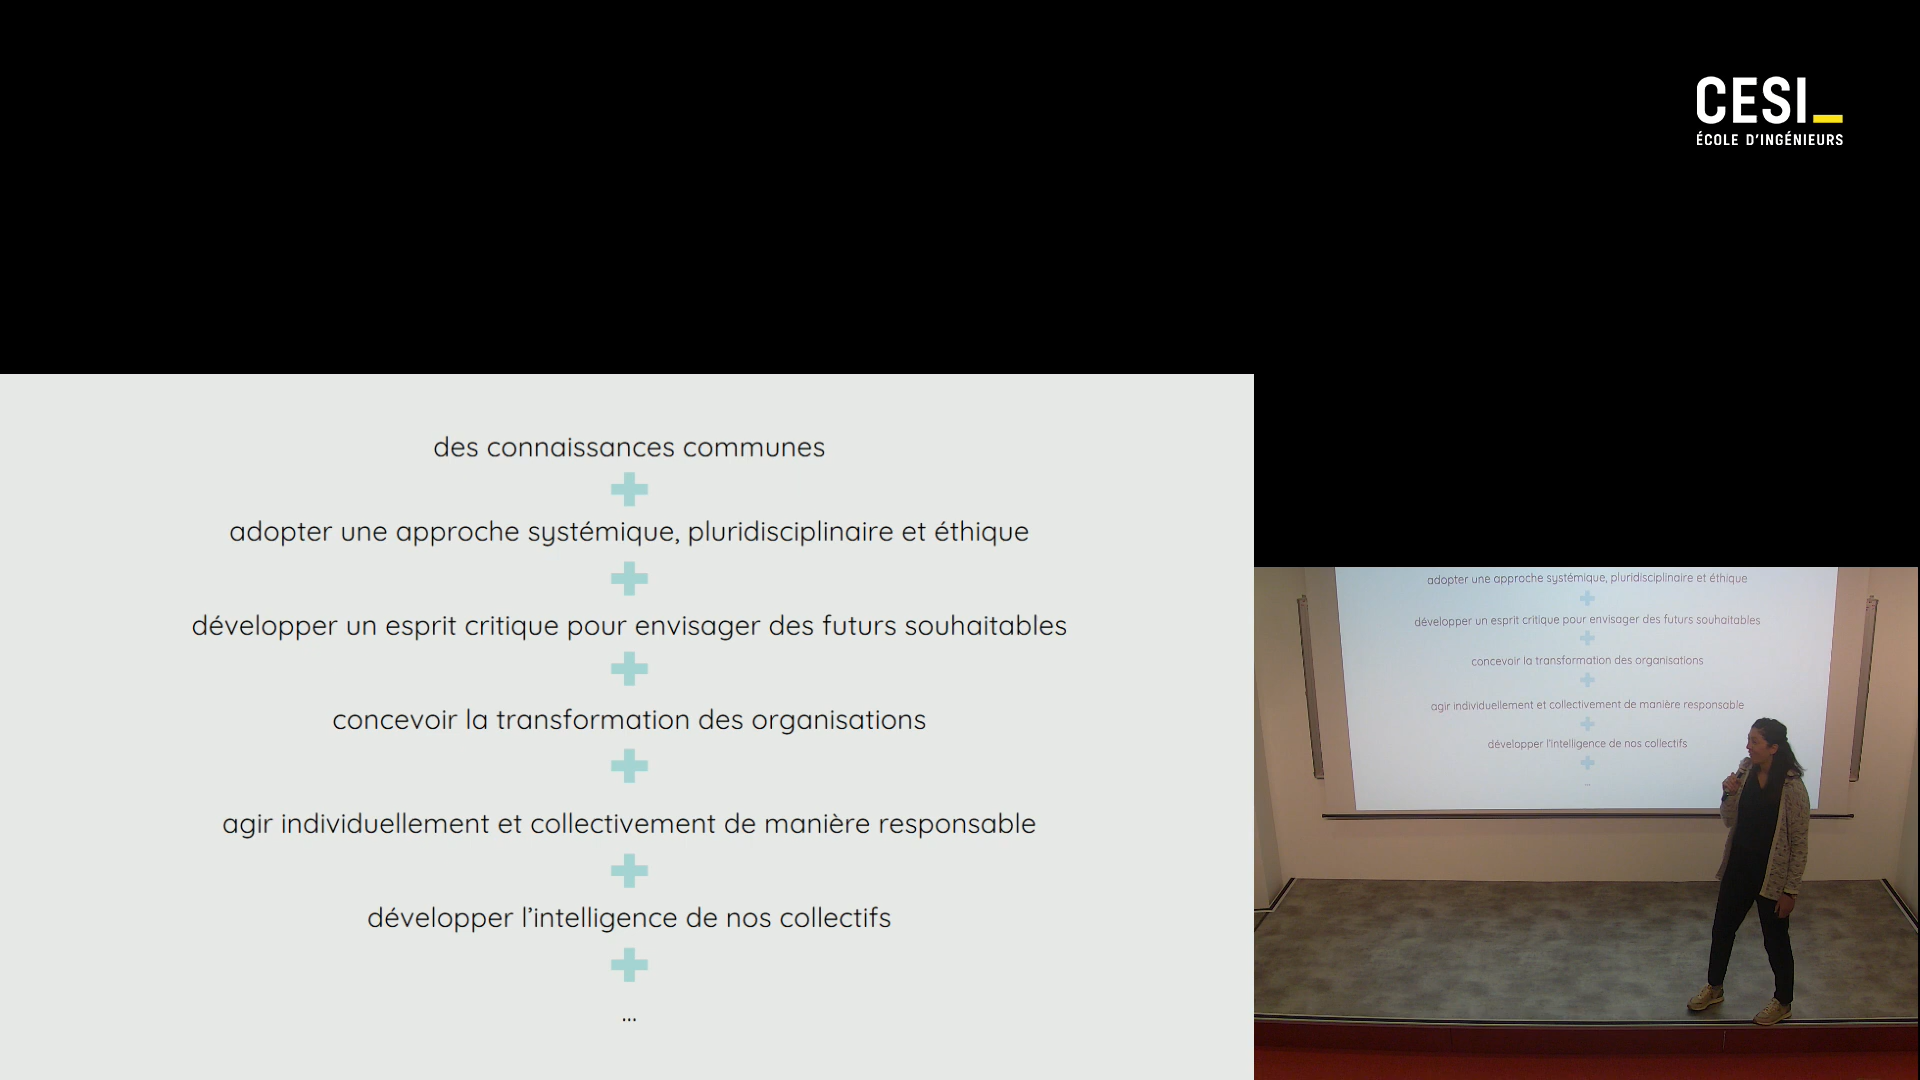 CESI_
ÉCOLE D'INGÉNIEURS
des connaissances communes
adopter une approche systémique, pluridisciplinaire et éthique
développer un esprit critique pour envisager des futurs souhaitables
concevoir la transformation des organisations
agir individuellement et collectivement de manière responsable
développer l'intelligence de nos collectifs
...
adopter une approche systémique, pluridisciplinaire et éthique
développer un esprit critique pour envisager des futurs souhaitables
concevoir la transformation des organisations
agir individuellement et collectivement de manière responsable
développer l'intelligence de nos collectifs
...